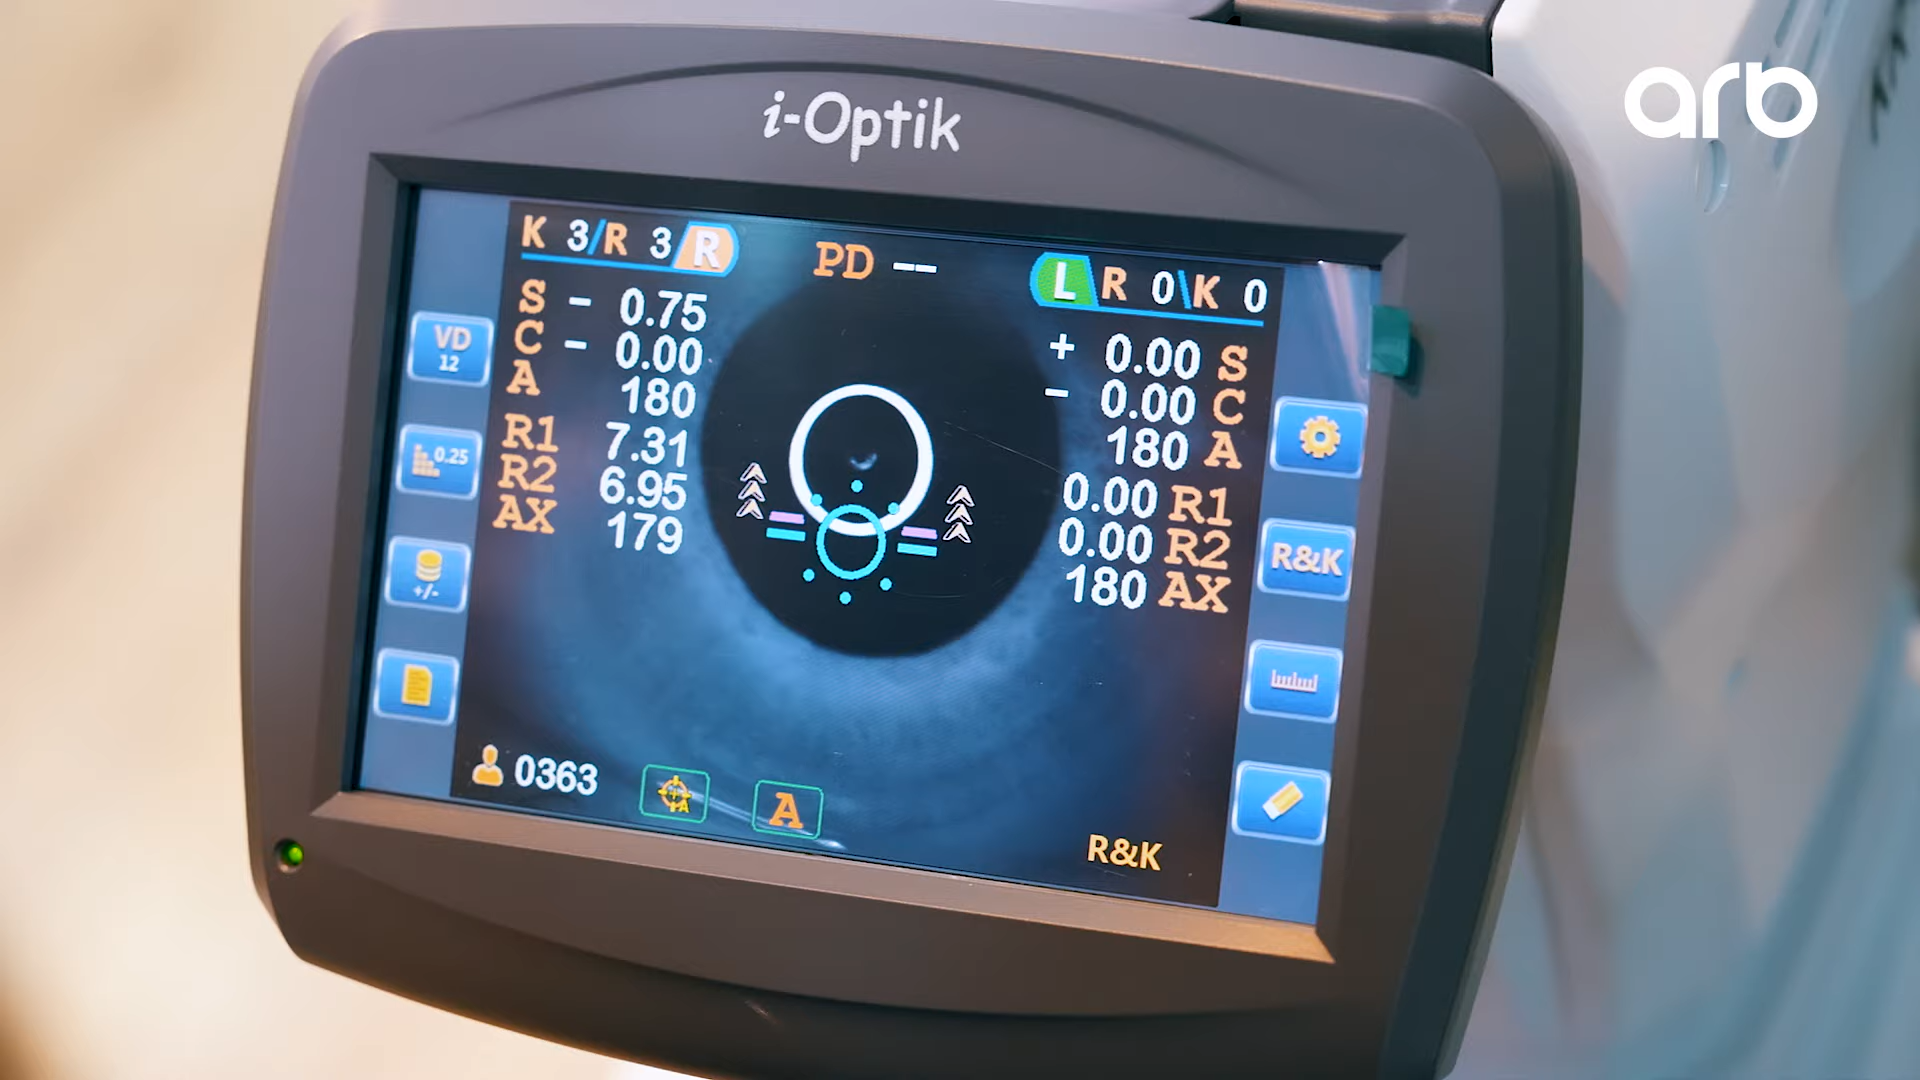 arb
i-Optik
K 3/R 3 R
PD --
L R 0\K 0
S - 0.75
C - 0.00
A 180
R1 7.31
R2 6.95
AX 179
+ 0.00 S
- 0.00 C
180 A
0.00 R1
0.00 R2
180 AX
VD
12
0.25
+/-
R&K
0363
A
A
R&K